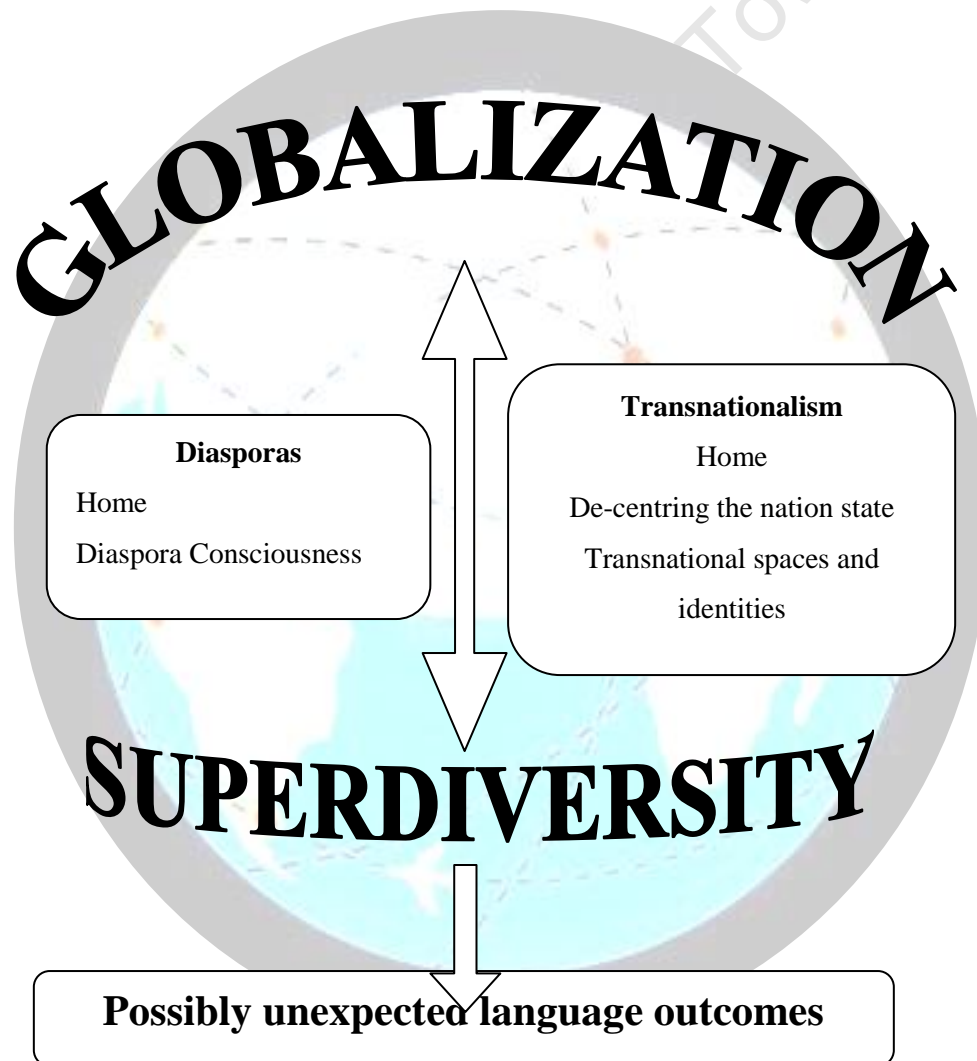 GLOBALIZATION
Diasporas
Home
Diaspora Consciousness
Transnationalism
Home
De-centring the nation state
Transnational spaces and
identities
SUPERDIVERSITY
Possibly unexpected language outcomes